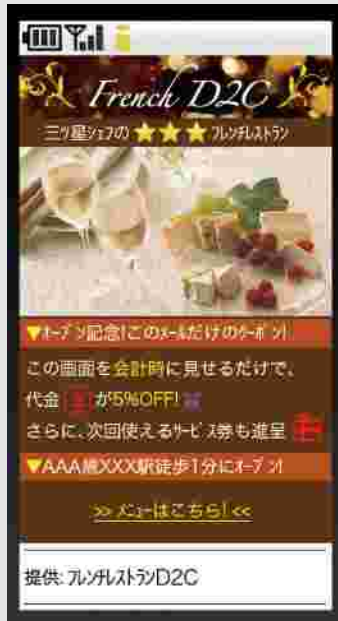 French D2C
三ツ星シェフの ★★★ フレンチレストラン
▼オープン記念!このメールだけのクーポン!
この画面を会計時に見せるだけで、
代金 が5%OFF!
さらに、次回使えるサービス券も進呈
▼AAA線XXX駅徒歩1分にオープン!
>> メニューはこちら! <<
提供: フレンチレストランD2C